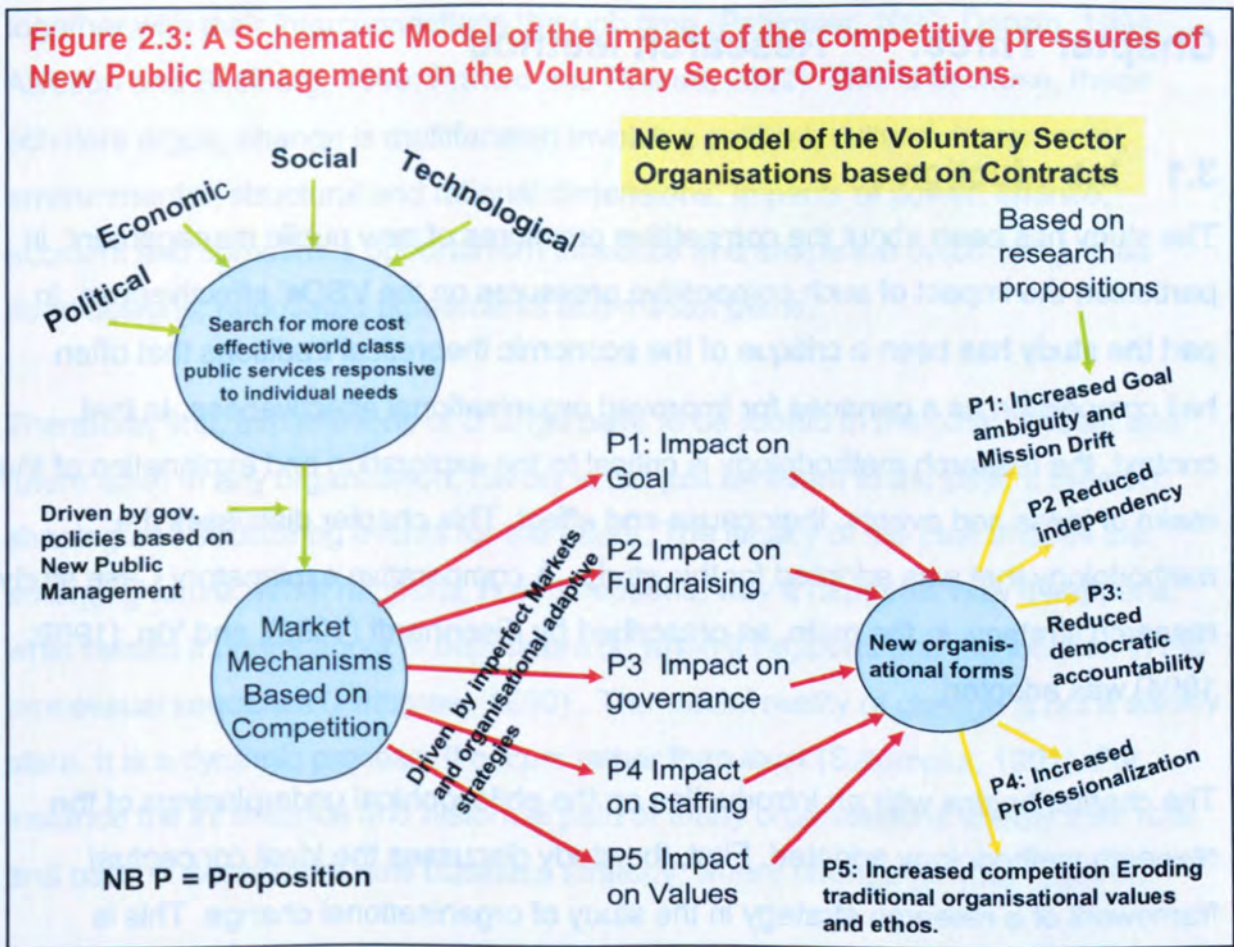 Figure 2.3: A Schematic Model of the impact of the competitive pressures of
New Public Management on the Voluntary Sector Organisations.
Political
Economic
Social
Technological
New model of the Voluntary Sector
Organisations based on Contracts
Search for more cost
effective world class
public services responsive
to individual needs
Based on
research
propositions
Driven by gov.
policies based on
New Public
Management
Market
Mechanisms
Based on
Competition
Driven by imperfect Markets
and organisational adaptive
strategies
P1: Impact on
Goal
P2 Impact on
Fundraising
P3 Impact on
governance
P4 Impact
on Staffing
P5 Impact
on Values
New organis-
ational forms
P1: Increased Goal
ambiguity and
Mission Drift
P2 Reduced
independency
P3:
Reduced
democratic
accountability
P4: Increased
professionalization
P5: Increased competition Eroding
traditional organisational values
and ethos.
NB P = Proposition